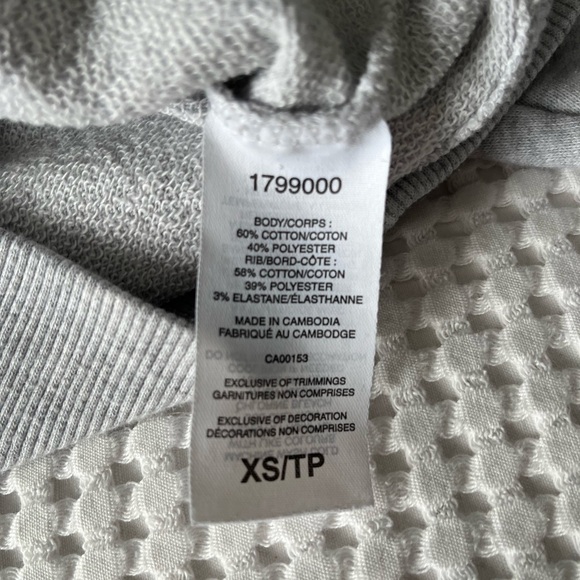 1799000
BODY/CORPS :
60% COTTON/COTON
40% POLYESTER
RIB/BORD-CÔTE :
58% COTTON/COTON
39% POLYESTER
3% ELASTANE/ÉLASTHANNE
MADE IN CAMBODIA
FABRIQUÉ AU CAMBODGE
CA00153
EXCLUSIVE OF TRIMMINGS
GARNITURES NON COMPRISES
EXCLUSIVE OF DECORATION
DÉCORATIONS NON COMPRISES
XS/TP